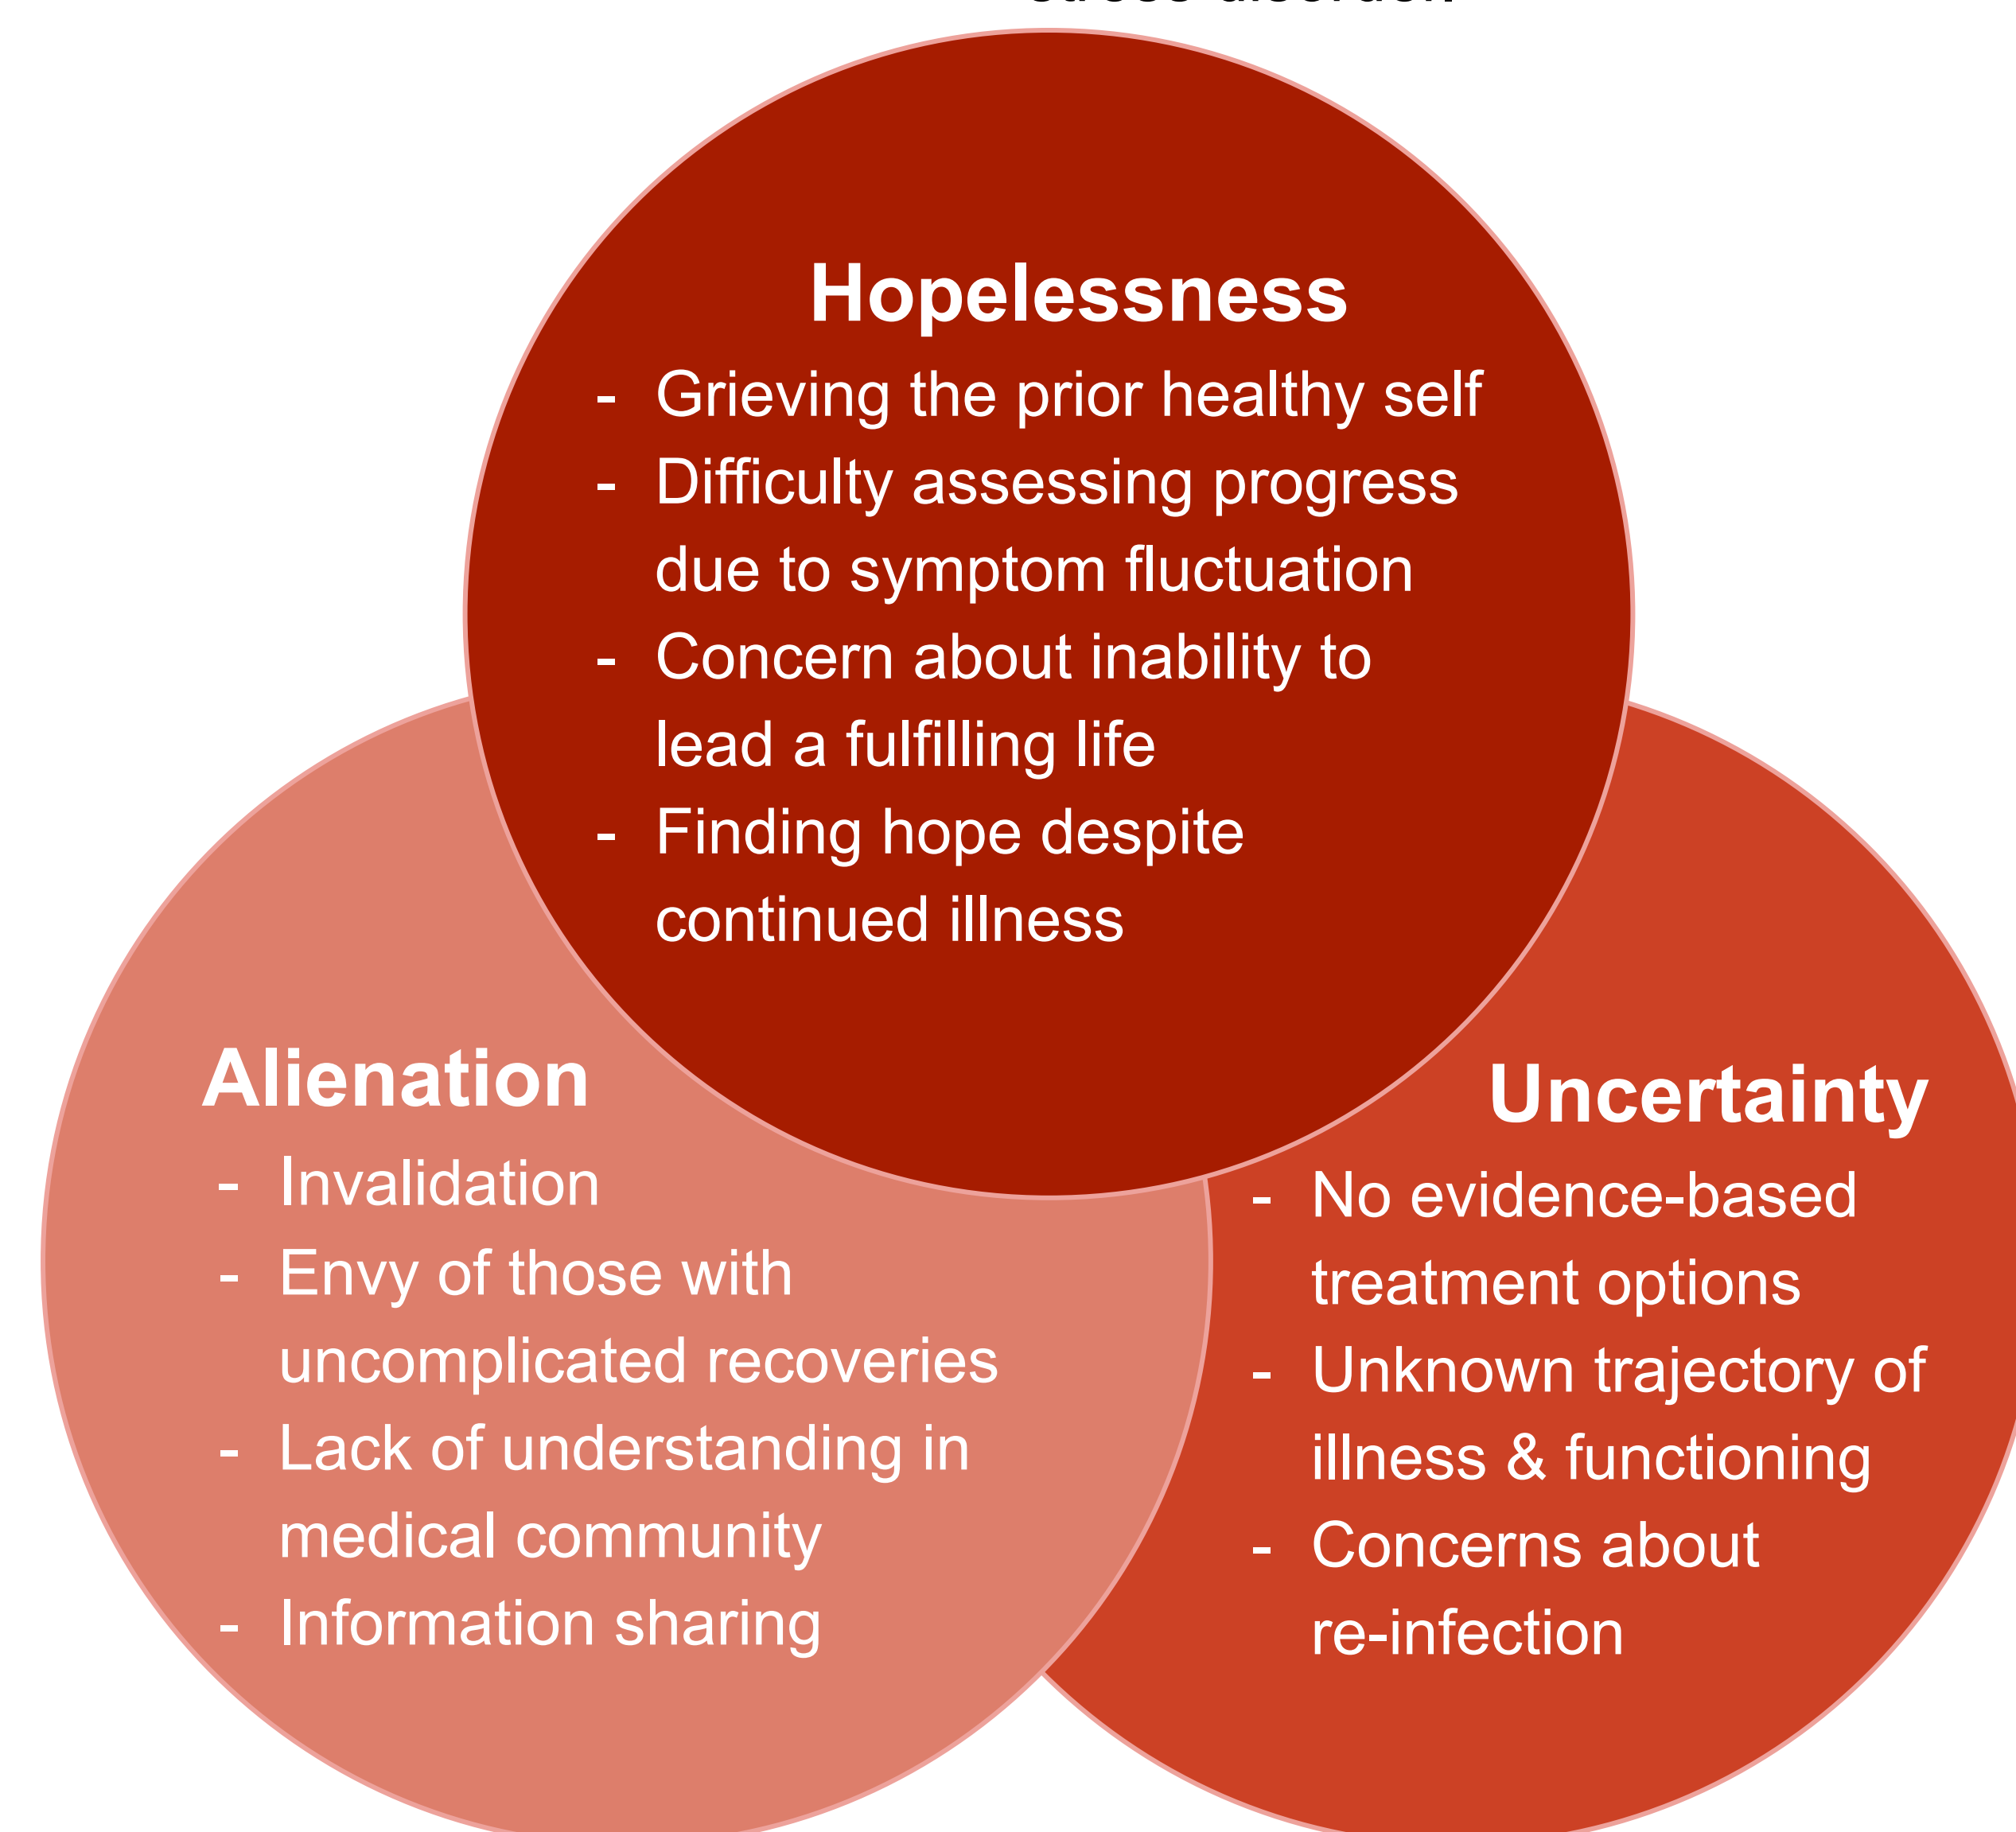 Hopelessness
- Grieving the prior healthy self
- Difficulty assessing progress
due to symptom fluctuation
- Concern about inability to
lead a fulfilling life
- Finding hope despite
continued illness
Alienation
- Invalidation
- Envy of those with
uncomplicated recoveries
- Lack of understanding in
medical community
- Information sharing
Uncertainty
- No evidence-based
treatment options
- Unknown trajectory of
illness & functioning
- Concerns about
re-infection